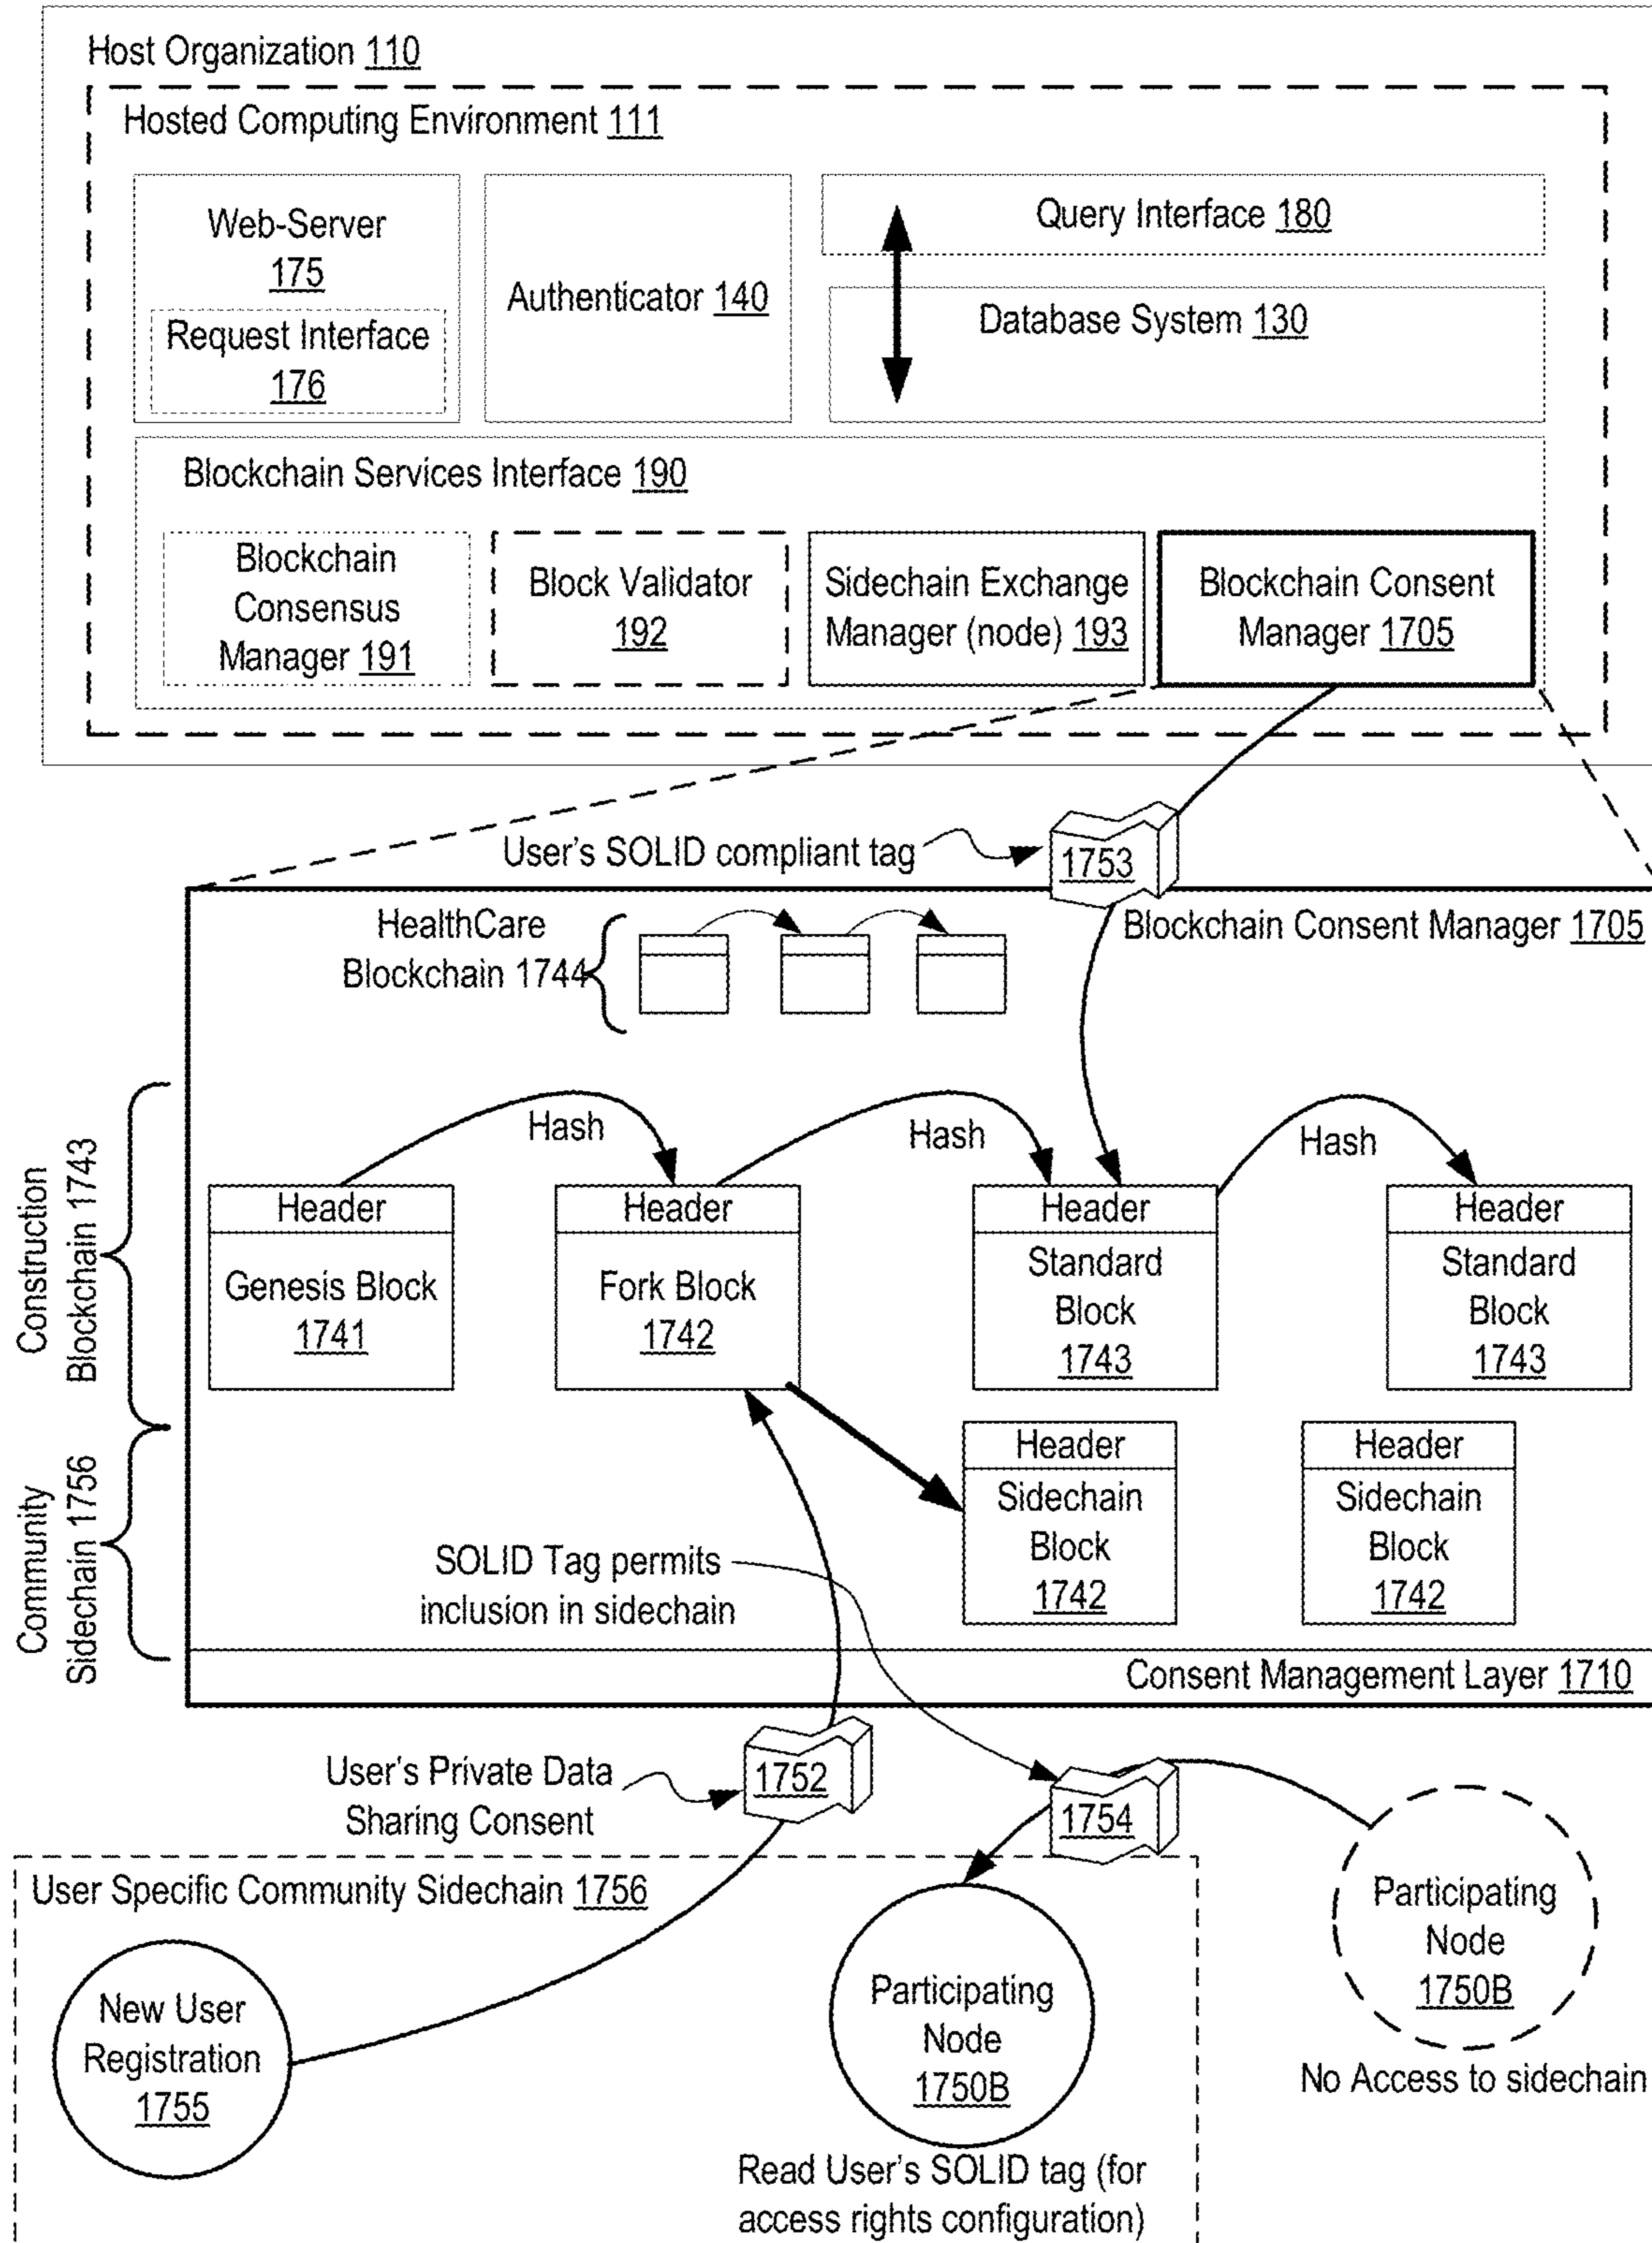 Host Organization 110
Hosted Computing Environment 111
Web-Server
175
Request Interface
176
Authenticator 140
Query Interface 180
Database System 130
Blockchain Services Interface 190
Blockchain
Consensus
Manager 191
Block Validator
192
Sidechain Exchange
Manager (node) 193
Blockchain Consent
Manager 1705
User's SOLID compliant tag
1753
HealthCare
Blockchain 1744
Blockchain Consent Manager 1705
Construction
Blockchain 1743
Hash
Hash
Hash
Header
Genesis Block
1741
Header
Fork Block
1742
Header
Standard
Block
1743
Header
Standard
Block
1743
Community
Sidechain 1756
Header
Sidechain
Block
1742
Header
Sidechain
Block
1742
SOLID Tag permits
inclusion in sidechain
Consent Management Layer 1710
User's Private Data
Sharing Consent
1752
1754
User Specific Community Sidechain 1756
New User
Registration
1755
Participating
Node
1750B
Participating
Node
1750B
No Access to sidechain
Read User's SOLID tag (for
access rights configuration)